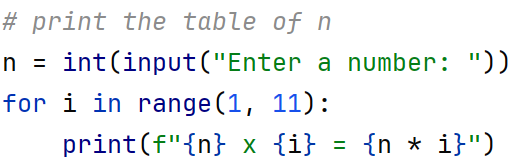 # print the table of n
n = int(input("Enter a number: "))
for i in range(1, 11):
    print(f"{n} x {i} = {n * i}")